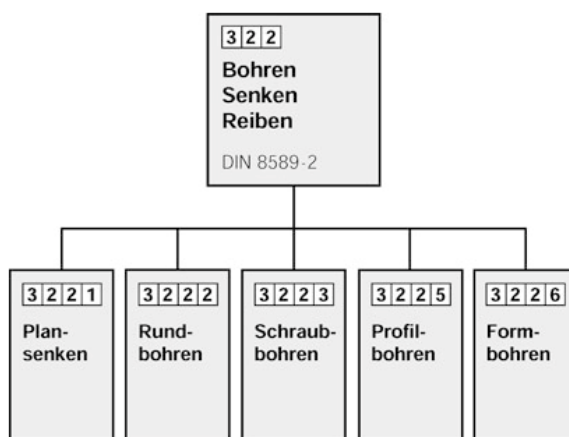 3 2 2
Bohren
Senken
Reiben
DIN 8589-2
3 2 2 1
Plan-
senken
3 2 2 2
Rund-
bohren
3 2 2 3
Schraub-
bohren
3 2 2 5
Profil-
bohren
3 2 2 6
Form-
bohren